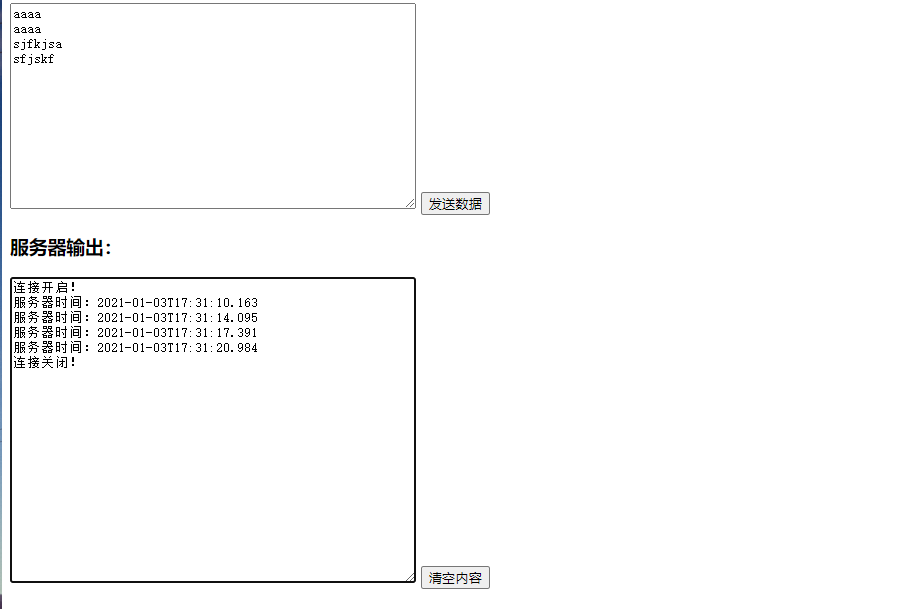 aaaa
aaaa
sjfkjsa
sfjskf
发送数据
服务器输出：
连接开启！
服务器时间：2021-01-03T17:31:10.163
服务器时间：2021-01-03T17:31:14.095
服务器时间：2021-01-03T17:31:17.391
服务器时间：2021-01-03T17:31:20.984
连接关闭！
清空内容